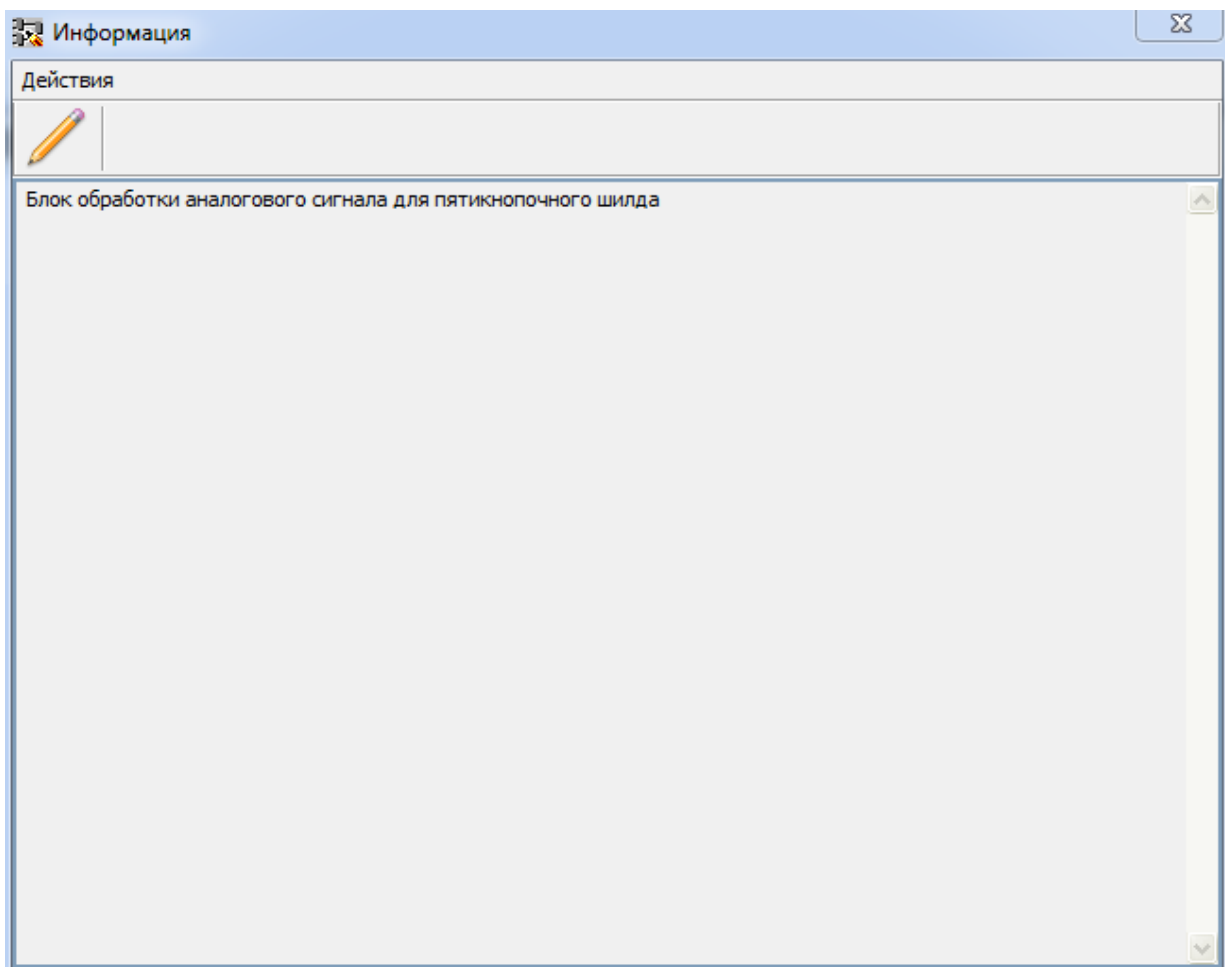 Информация
Действия
Блок обработки аналогового сигнала для пятикнопочного шилда